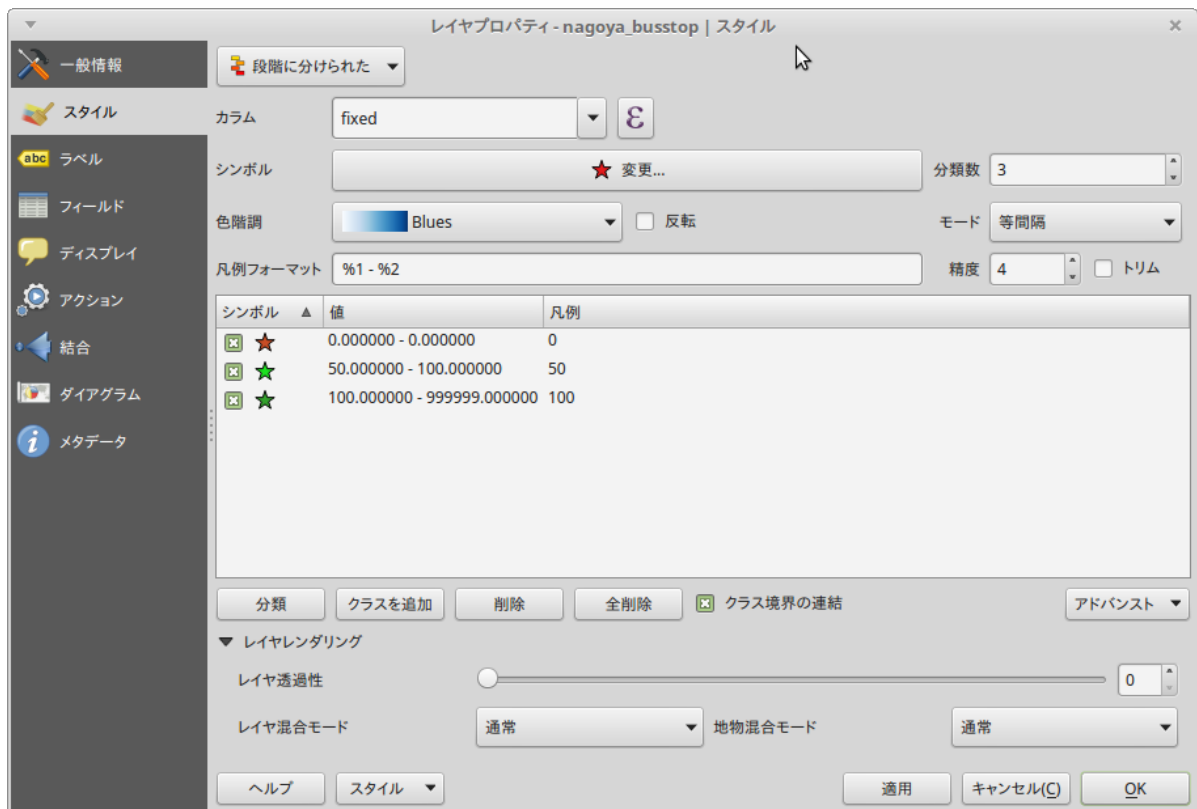 レイヤプロパティ - nagoya_busstop | スタイル
一般情報
スタイル
abc ラベル
フィールド
ディスプレイ
アクション
結合
ダイアグラム
i メタデータ
段階に分けられた
カラム fixed ε
シンボル 変更... 分類数 3
色階調 Blues 反転 モード 等間隔
凡例フォーマット %1 - %2 精度 4 トリム
シンボル 値 凡例
0.000000 - 0.000000 0
50.000000 - 100.000000 50
100.000000 - 999999.000000 100
分類 クラスを追加 削除 全削除 クラス境界の連結 アドバンスト
レイヤレンダリング
レイヤ透過性 0
レイヤ混合モード 通常 地物混合モード 通常
ヘルプ スタイル 適用 キャンセル(C) OK